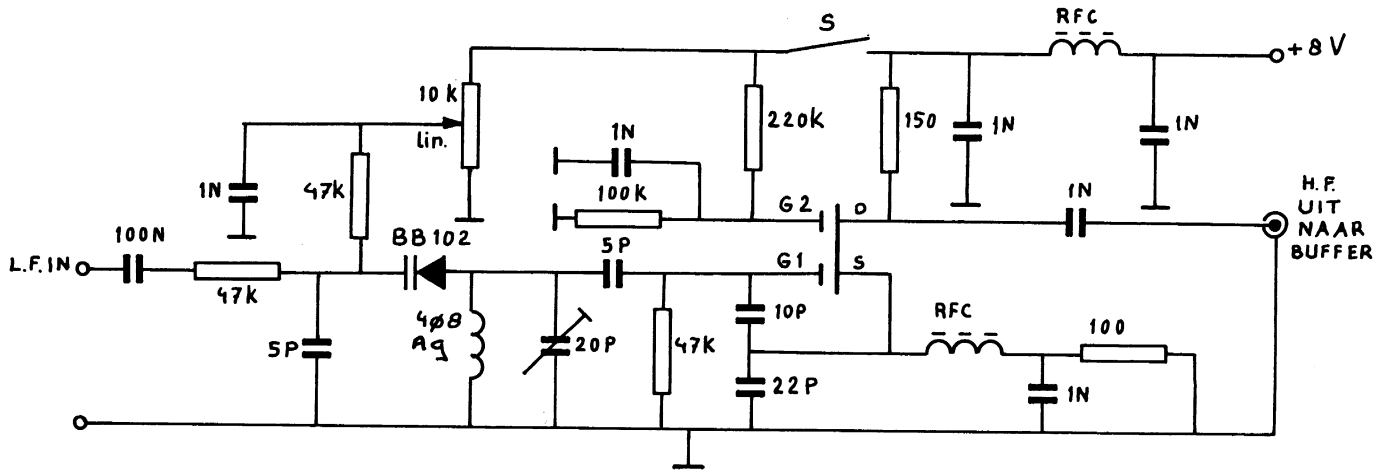 RFC
S
+8V
10k
lin.
220K
150
1N
1N
1N
1N
47K
100K
1N
H.F.
UIT
NAAR
BUFFER
G2
D
100N
BB102
5P
G1
S
L.F. IN
47K
4Ø8
Ag
10P
RFC
100
5P
20P
47K
22P
1N